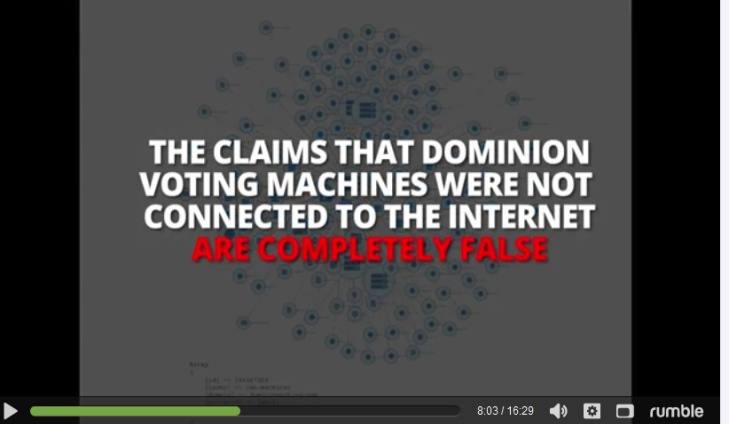 THE CLAIMS THAT DOMINION
VOTING MACHINES WERE NOT
CONNECTED TO THE INTERNET
ARE COMPLETELY FALSE
8:03 / 16:29
rumble